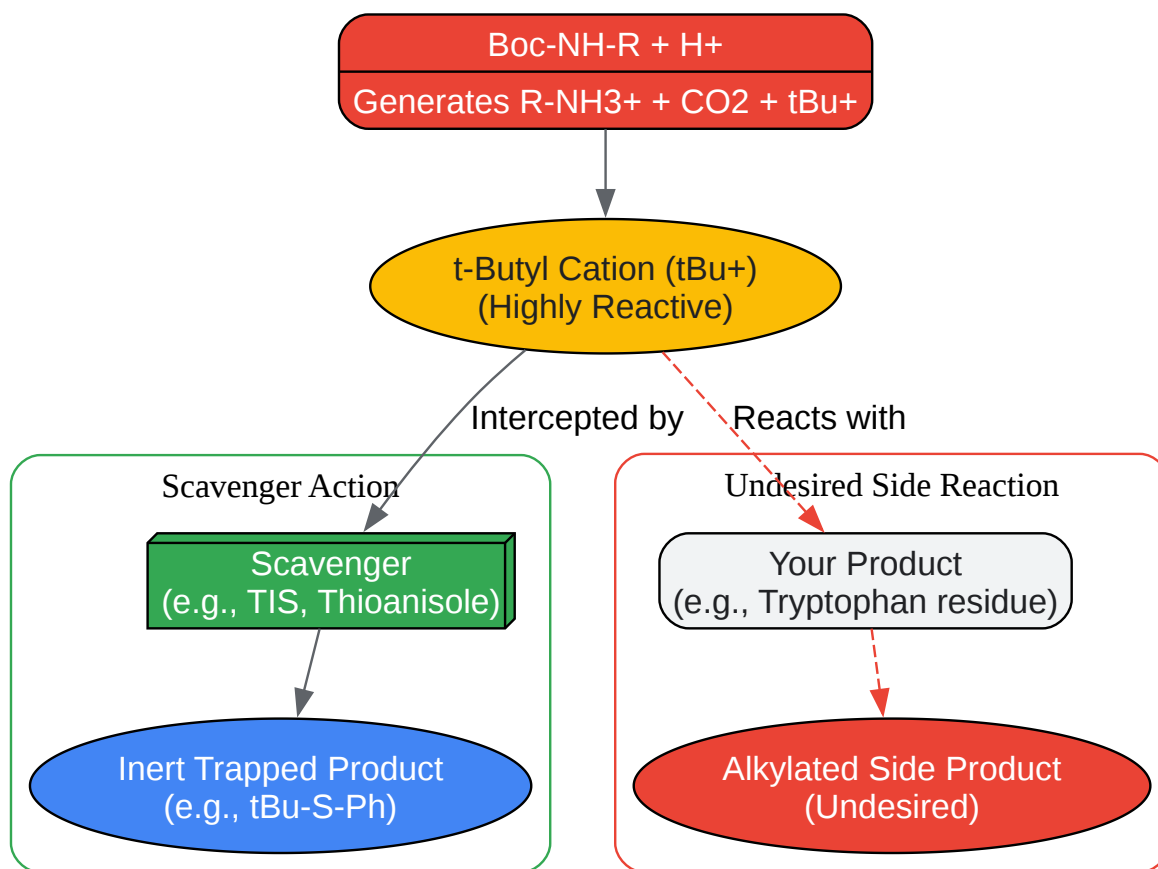 Boc-NH-R + H+
Generates R-NH3+ + CO2 + tBu+
t-Butyl Cation (tBu+)
(Highly Reactive)
Intercepted by
Reacts with
Scavenger Action
Scavenger
(e.g., TIS, Thioanisole)
Inert Trapped Product
(e.g., tBu-S-Ph)
Undesired Side Reaction
Your Product
(e.g., Tryptophan residue)
Alkylated Side Product
(Undesired)